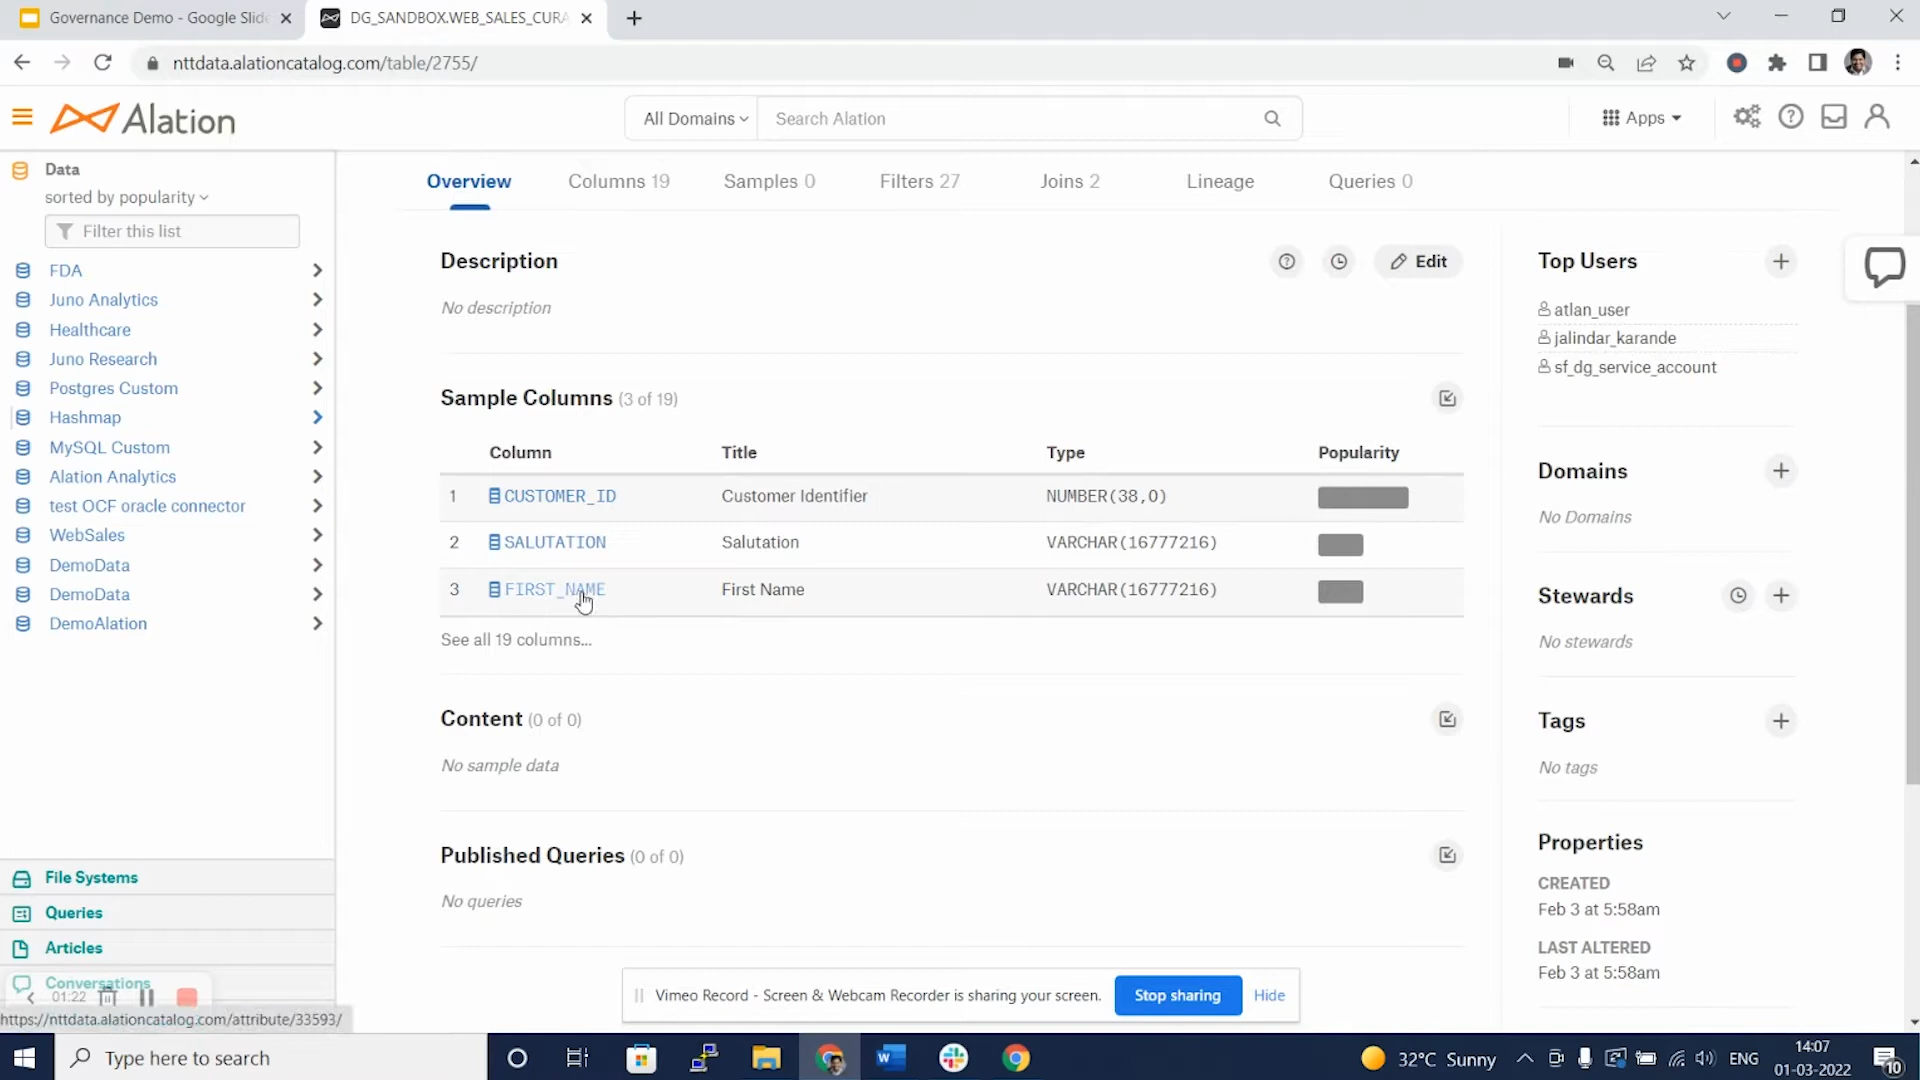 Governance Demo - Google Slide
DG_SANDBOX.WEB_SALES_CURA
nttdata.alationcatalog.com/table/2755/
Alation
All Domains
Search Alation
Apps
Data
sorted by popularity
Filter this list
FDA
Juno Analytics
Healthcare
Juno Research
Postgres Custom
Hashmap
MySQL Custom
Alation Analytics
test OCF oracle connector
WebSales
DemoData
DemoData
DemoAlation
File Systems
Queries
Articles
Conversations
01:22
https://nttdata.alationcatalog.com/attribute/33593/
Overview
Columns 19
Samples 0
Filters 27
Joins 2
Lineage
Queries 0
Description
Edit
No description
Sample Columns (3 of 19)
Column Title Type Popularity
1 CUSTOMER_ID Customer Identifier NUMBER(38,0)
2 SALUTATION Salutation VARCHAR(16777216)
3 FIRST_NAME First Name VARCHAR(16777216)
See all 19 columns...
Content (0 of 0)
No sample data
Published Queries (0 of 0)
No queries
Top Users
atlan_user
jalindar_karande
sf_dg_service_account
Domains
No Domains
Stewards
No stewards
Tags
No tags
Properties
CREATED
Feb 3 at 5:58am
LAST ALTERED
Feb 3 at 5:58am
Vimeo Record - Screen & Webcam Recorder is sharing your screen.
Stop sharing
Hide
Type here to search
32°C Sunny
ENG
14:07
01-03-2022
10